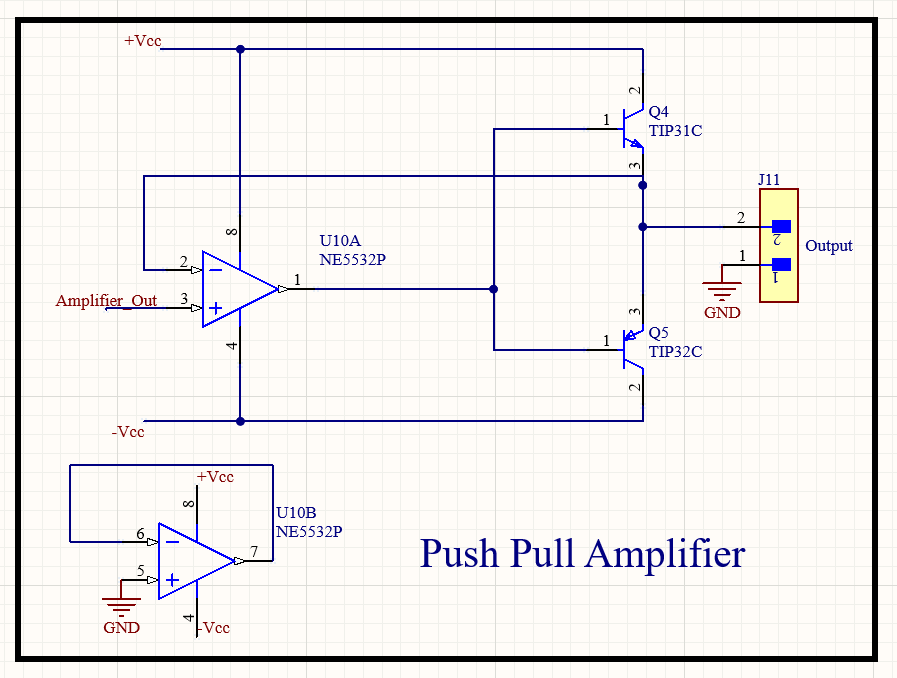 +Vcc
2
Q4
1
TIP31C
3
J11
2
8
U10A
2
NE5532P
2
Output
1
1
1
Amplifier_Out
3
GND
3
Q5
1
TIP32C
4
2
-Vcc
+Vcc
8
U10B
NE5532P
6
7
Push Pull Amplifier
5
4
GND
-Vcc